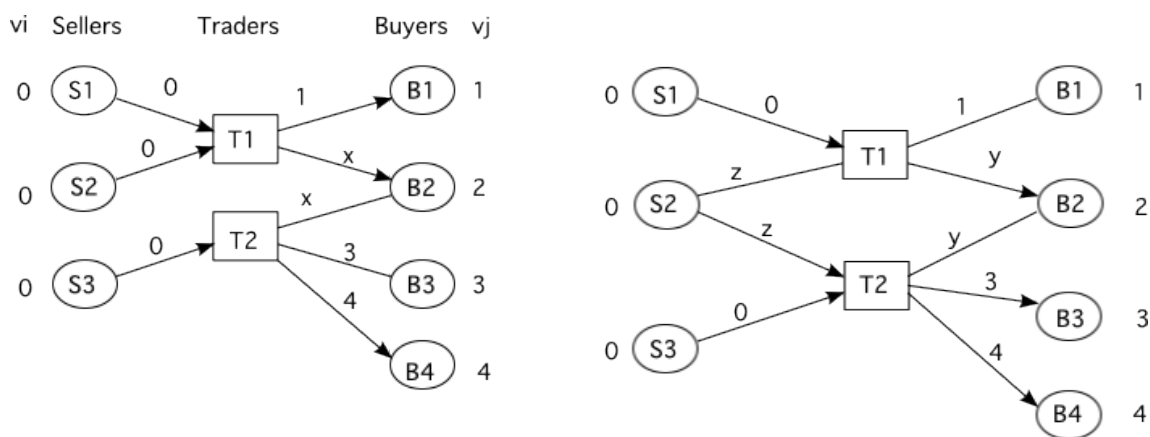 vi Sellers Traders Buyers vj
0 S1 0 1 B1 1
T1
0 S2 0 x B2 2
x
T2
0 S3 0 3 B3 3
4
B4 4
0 S1 0 1 B1 1
T1
z y
0 S2 B2 2
z y
T2
0 3
0 S3 B3 3
4
B4 4